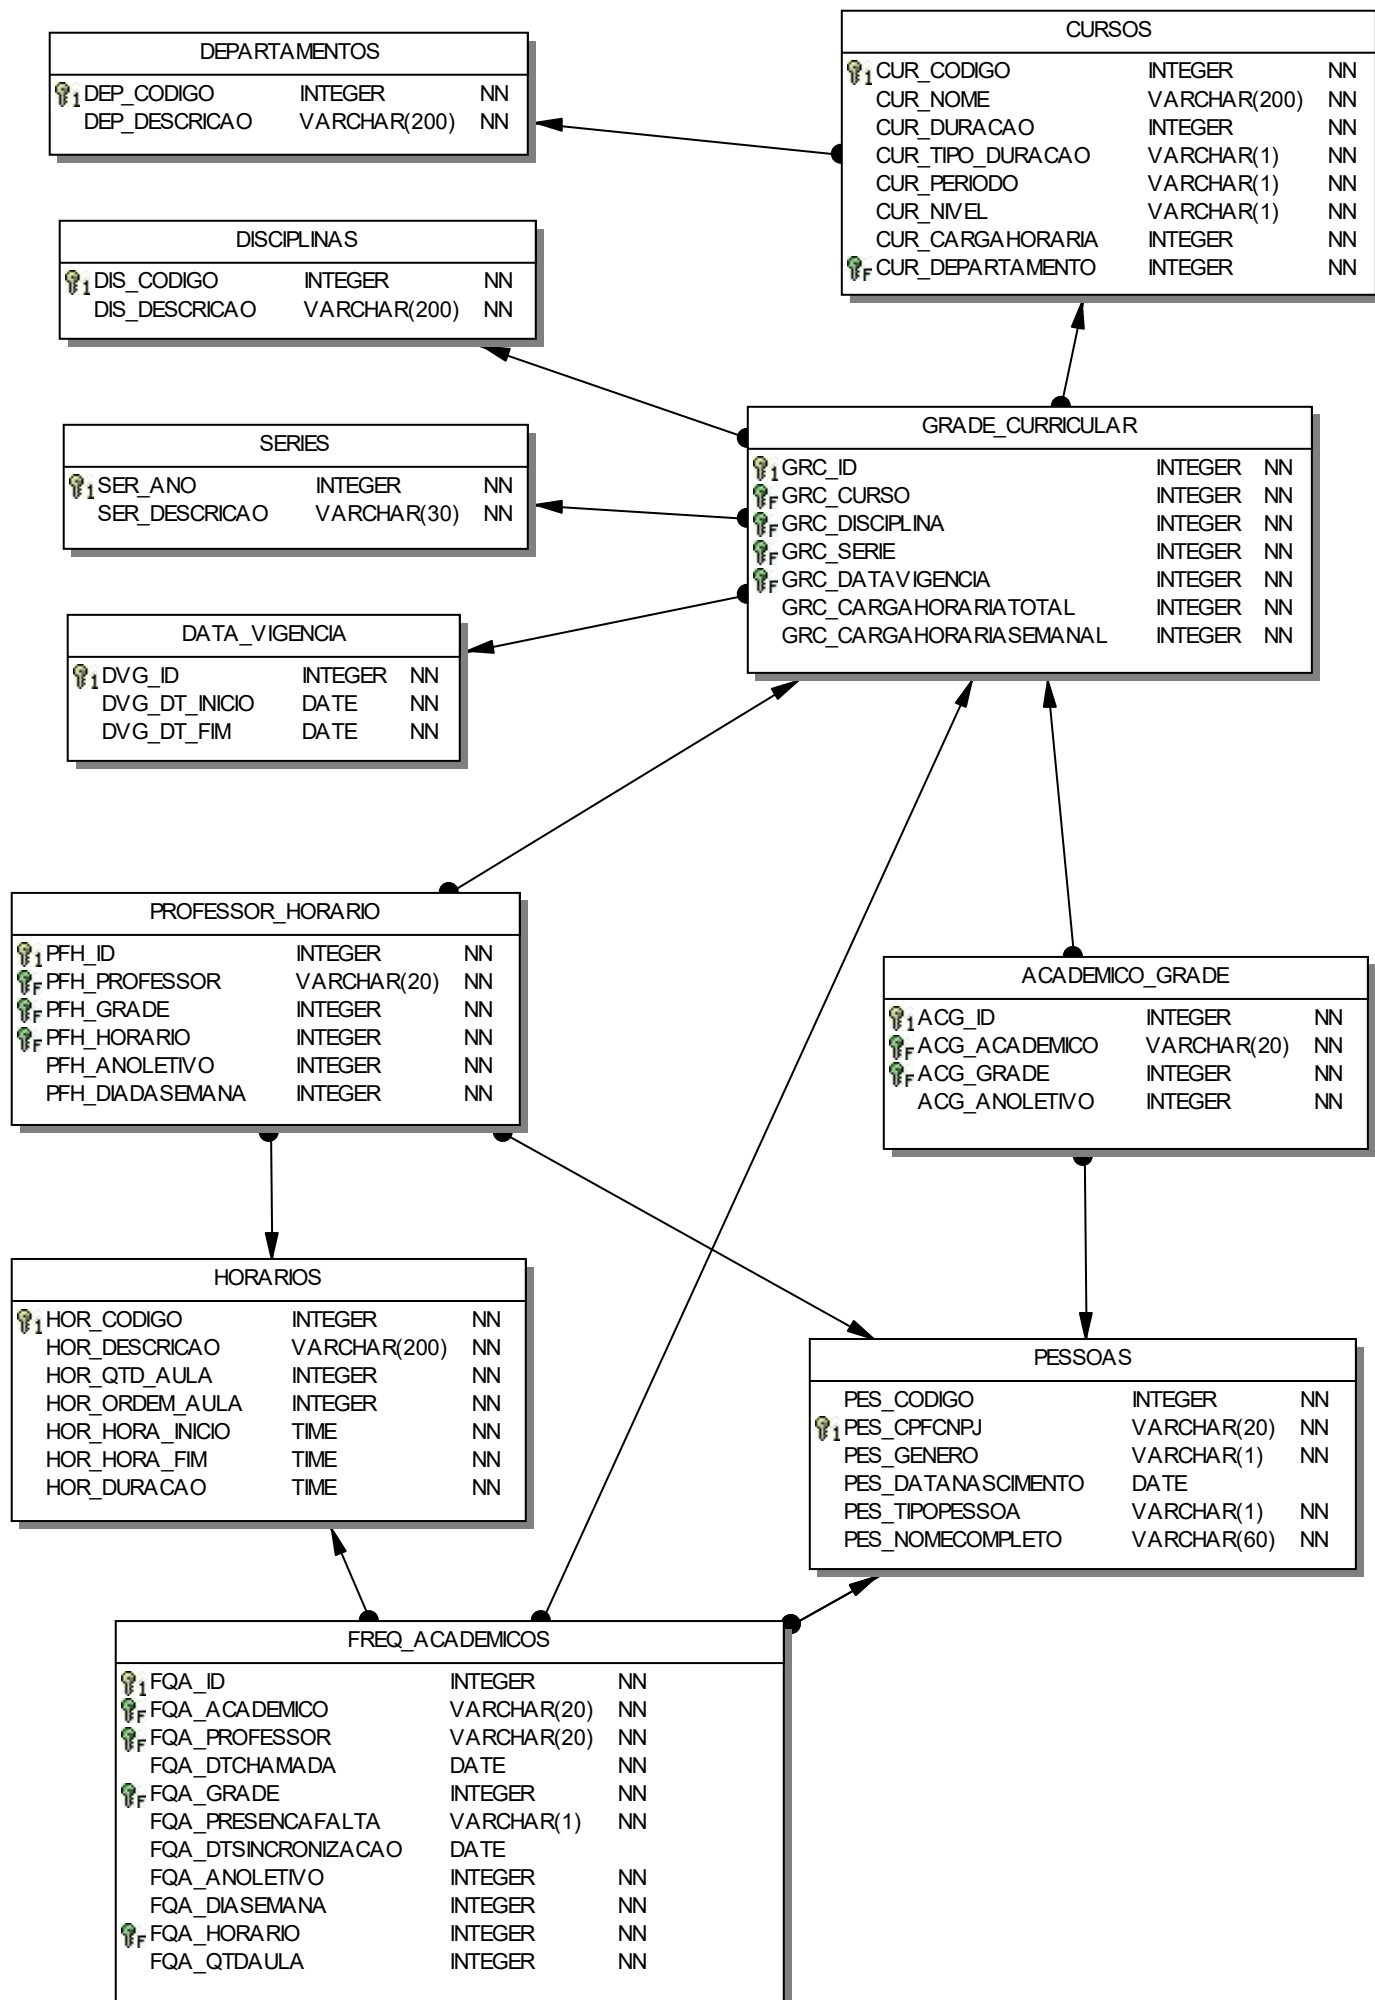 DEPARTAMENTOS
1 DEP_CODIGO INTEGER NN
DEP_DESCRICAO VARCHAR(200) NN
CURSOS
1 CUR_CODIGO INTEGER NN
CUR_NOME VARCHAR(200) NN
CUR_DURACAO INTEGER NN
CUR_TIPO_DURACAO VARCHAR(1) NN
CUR_PERIODO VARCHAR(1) NN
CUR_NIVEL VARCHAR(1) NN
CUR_CARGAHORARIA INTEGER NN
F CUR_DEPARTAMENTO INTEGER NN
DISCIPLINAS
1 DIS_CODIGO INTEGER NN
DIS_DESCRICAO VARCHAR(200) NN
SERIES
1 SER_ANO INTEGER NN
SER_DESCRICAO VARCHAR(30) NN
GRADE_CURRICULAR
1 GRC_ID INTEGER NN
F GRC_CURSO INTEGER NN
F GRC_DISCIPLINA INTEGER NN
F GRC_SERIE INTEGER NN
F GRC_DATAVIGENCIA INTEGER NN
GRC_CARGAHORARIATOTAL INTEGER NN
GRC_CARGAHORARIASEMANAL INTEGER NN
DATA_VIGENCIA
1 DVG_ID INTEGER NN
DVG_DT_INICIO DATE NN
DVG_DT_FIM DATE NN
PROFESSOR_HORARIO
1 PFH_ID INTEGER NN
F PFH_PROFESSOR VARCHAR(20) NN
F PFH_GRADE INTEGER NN
F PFH_HORARIO INTEGER NN
PFH_ANOLETIVO INTEGER NN
PFH_DIADASEMANA INTEGER NN
ACADEMICO_GRADE
1 ACG_ID INTEGER NN
F ACG_ACADEMICO VARCHAR(20) NN
F ACG_GRADE INTEGER NN
ACG_ANOLETIVO INTEGER NN
HORARIOS
1 HOR_CODIGO INTEGER NN
HOR_DESCRICAO VARCHAR(200) NN
HOR_QTD_AULA INTEGER NN
HOR_ORDEM_AULA INTEGER NN
HOR_HORA_INICIO TIME NN
HOR_HORA_FIM TIME NN
HOR_DURACAO TIME NN
PESSOAS
PES_CODIGO INTEGER NN
1 PES_CPFCNPJ VARCHAR(20) NN
PES_GENERO VARCHAR(1) NN
PES_DATANASCIMENTO DATE
PES_TIPOPESSOA VARCHAR(1) NN
PES_NOMECOMPLETO VARCHAR(60) NN
FREQ_ACADEMICOS
1 FQA_ID INTEGER NN
F FQA_ACADEMICO VARCHAR(20) NN
F FQA_PROFESSOR VARCHAR(20) NN
FQA_DTCHAMADA DATE NN
F FQA_GRADE INTEGER NN
FQA_PRESENCAFALTA VARCHAR(1) NN
FQA_DTSINCRONIZACAO DATE
FQA_ANOLETIVO INTEGER NN
FQA_DIASEMANA INTEGER NN
F FQA_HORARIO INTEGER NN
FQA_QTDAULA INTEGER NN